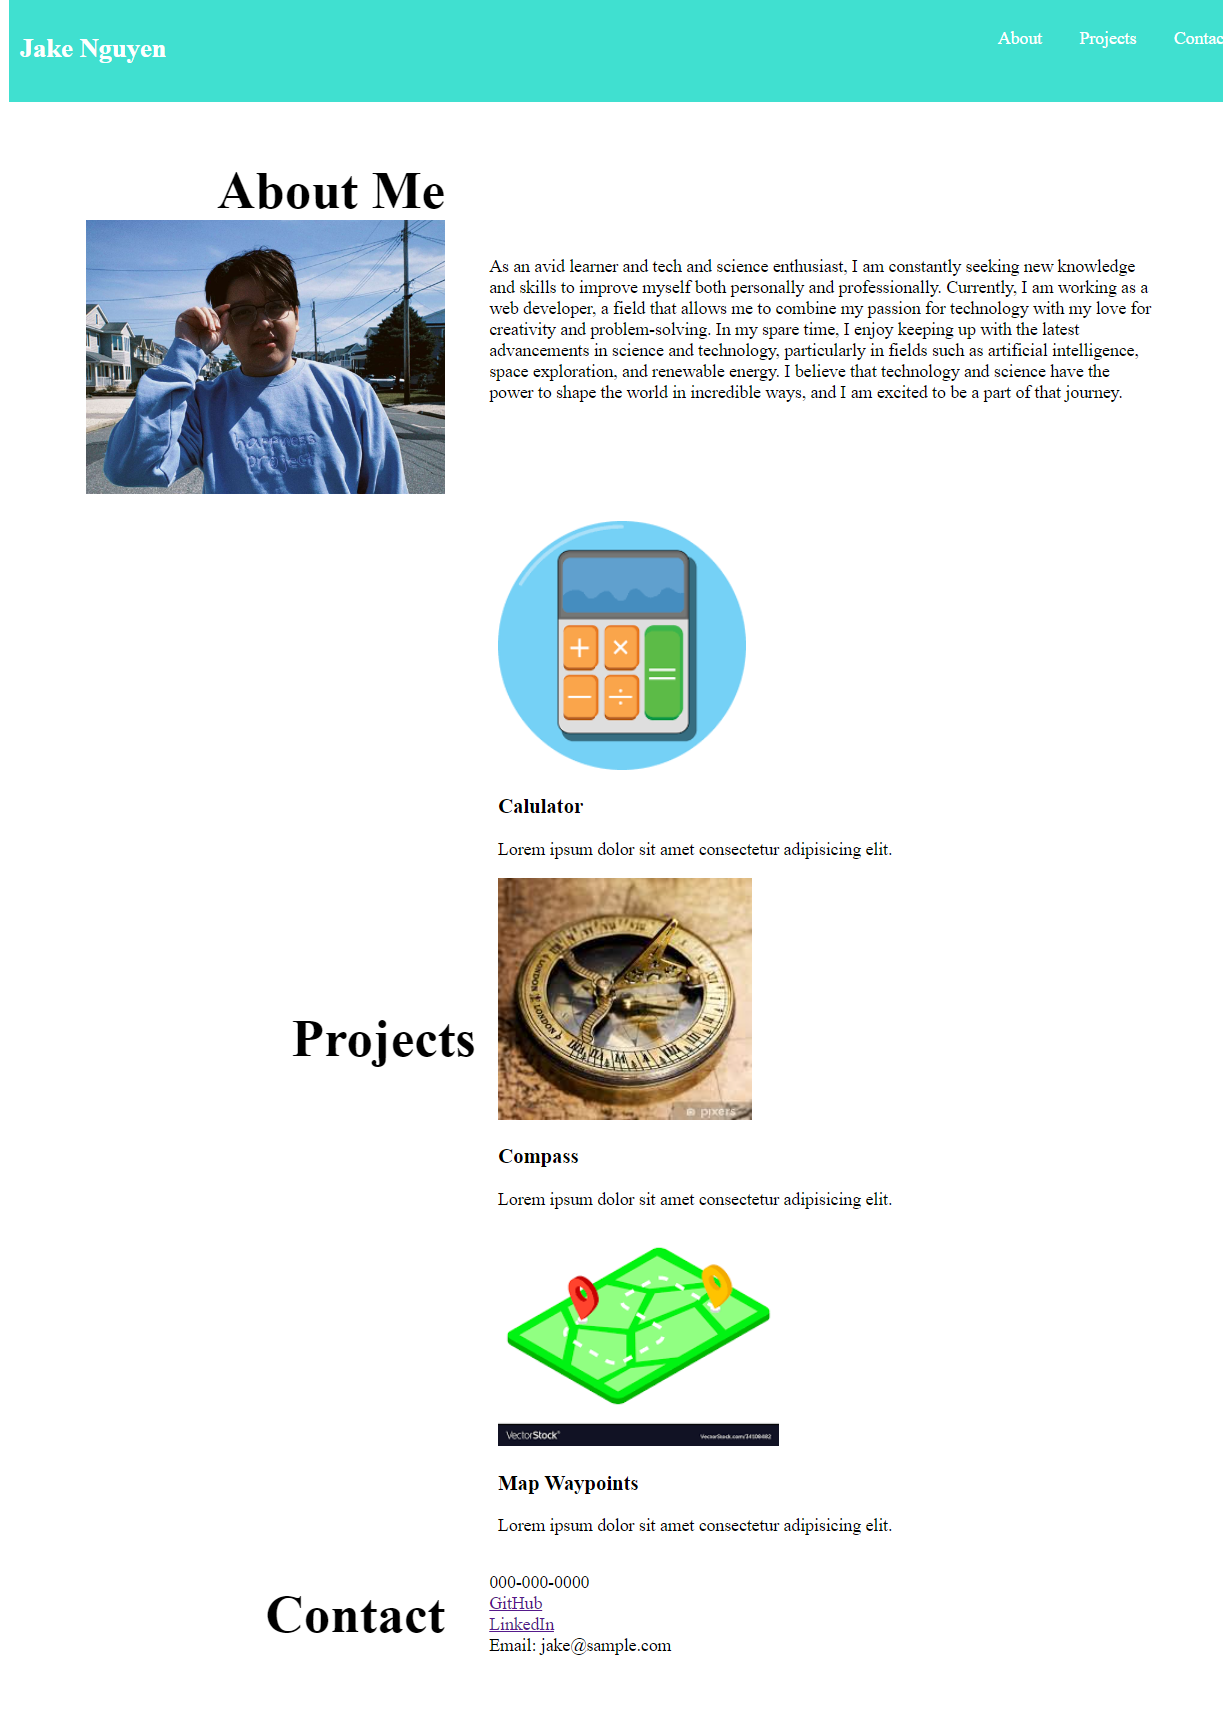 Jake Nguyen
About Projects Contac
About Me
As an avid learner and tech and science enthusiast, I am constantly seeking new knowledge
and skills to improve myself both personally and professionally. Currently, I am working as a
web developer, a field that allows me to combine my passion for technology with my love for
creativity and problem-solving. In my spare time, I enjoy keeping up with the latest
advancements in science and technology, particularly in fields such as artificial intelligence,
space exploration, and renewable energy. I believe that technology and science have the
power to shape the world in incredible ways, and I am excited to be a part of that journey.
happiness
project
+ ×
− ÷ =
Calulator
Lorem ipsum dolor sit amet consectetur adipisicing elit.
Projects
LONDON
LONDON
pixers
Compass
Lorem ipsum dolor sit amet consectetur adipisicing elit.
VectorStock®
Map Waypoints
Lorem ipsum dolor sit amet consectetur adipisicing elit.
Contact
000-000-0000
GitHub
LinkedIn
Email: jake@sample.com